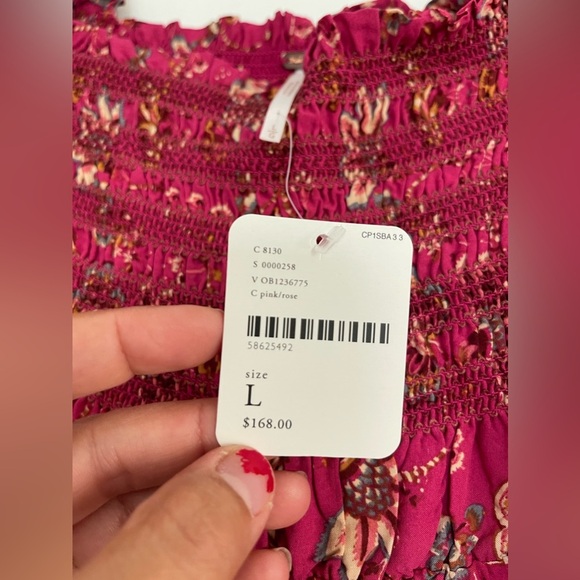 CP1SBA33
C 8130
S 0000258
V OB1236775
C pink/rose
58625492
size
L
$168.00